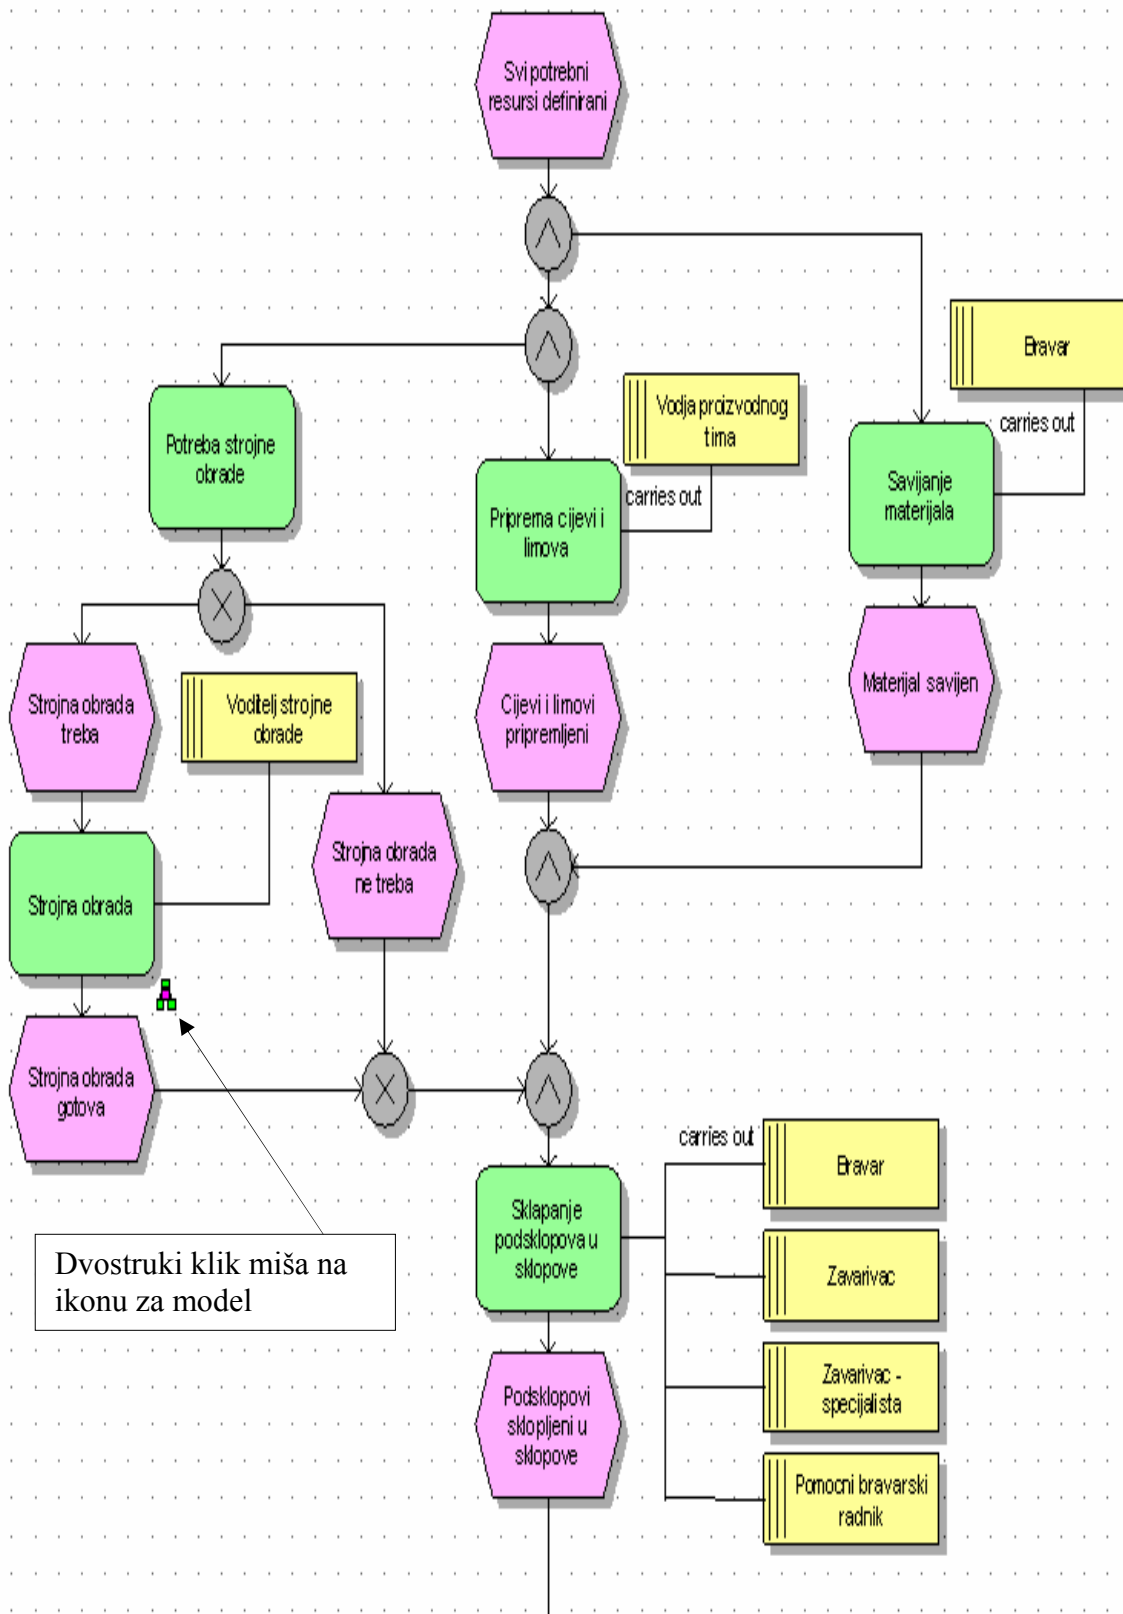 Svi potrebni
resursi definirani
Bravar
carries out
Vodja proizvodnog
tima
carries out
Potreba strojne
obrade
Priprema cijevi i
limova
Savijanje
materijala
Strojna obrada
treba
Voditelj strojne
obrade
Cijevi i limovi
pripremljeni
Materijal savijen
Strojna obrada
ne treba
Strojna obrada
Strojna obrada
gotova
carries out
Bravar
Sklapanje
podsklopova u
sklopove
Zavarivac
Dvostruki klik miša na
ikonu za model
Zavarivac -
specijalista
Podsklopovi
sklopljeni u
sklopove
Pomocni bravarski
radnik